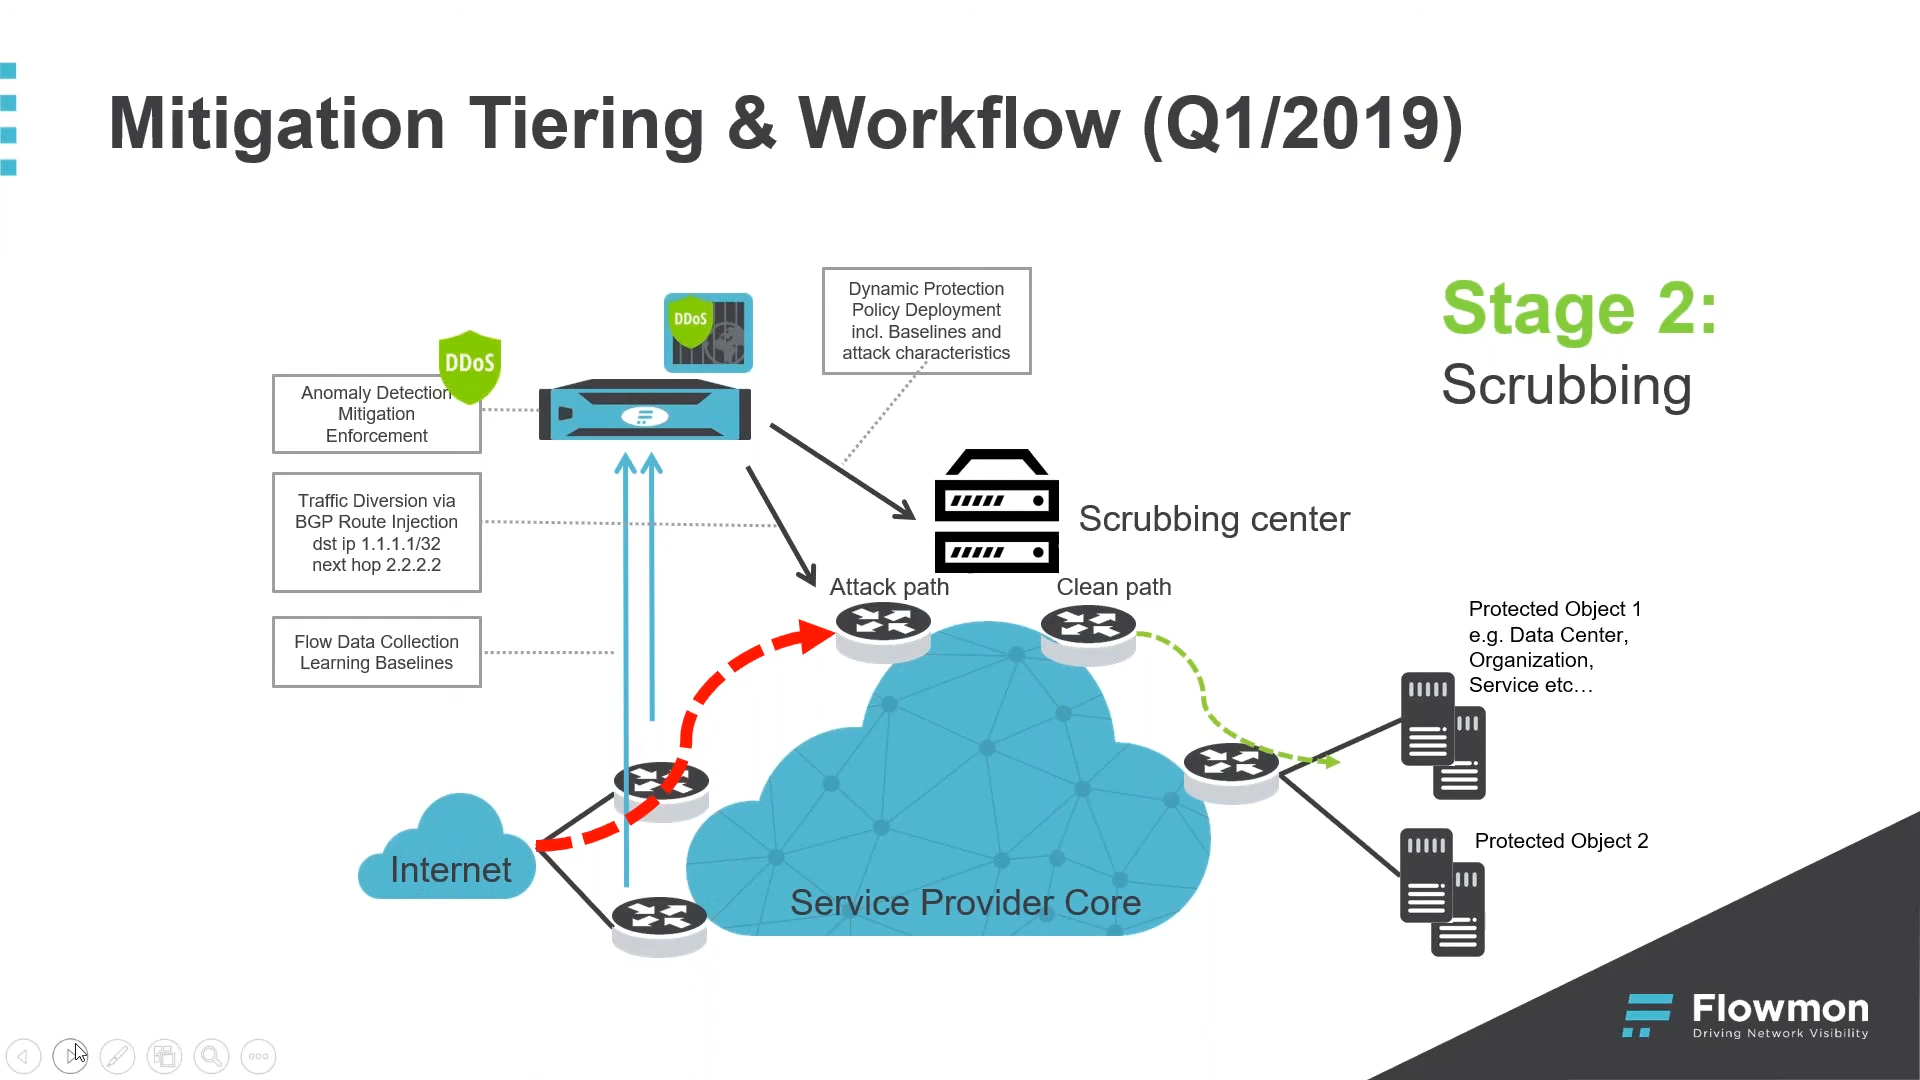 Mitigation Tiering & Workflow (Q1/2019)
Stage 2:
Scrubbing
Dynamic Protection
Policy Deployment
incl. Baselines and
attack characteristics
DDoS
DDoS
Anomaly Detection
Mitigation
Enforcement
Traffic Diversion via
BGP Route Injection
dst ip 1.1.1.1/32
next hop 2.2.2.2
Flow Data Collection
Learning Baselines
Scrubbing center
Attack path
Clean path
Protected Object 1
e.g. Data Center,
Organization,
Service etc…
Protected Object 2
Internet
Service Provider Core
Flowmon
Driving Network Visibility